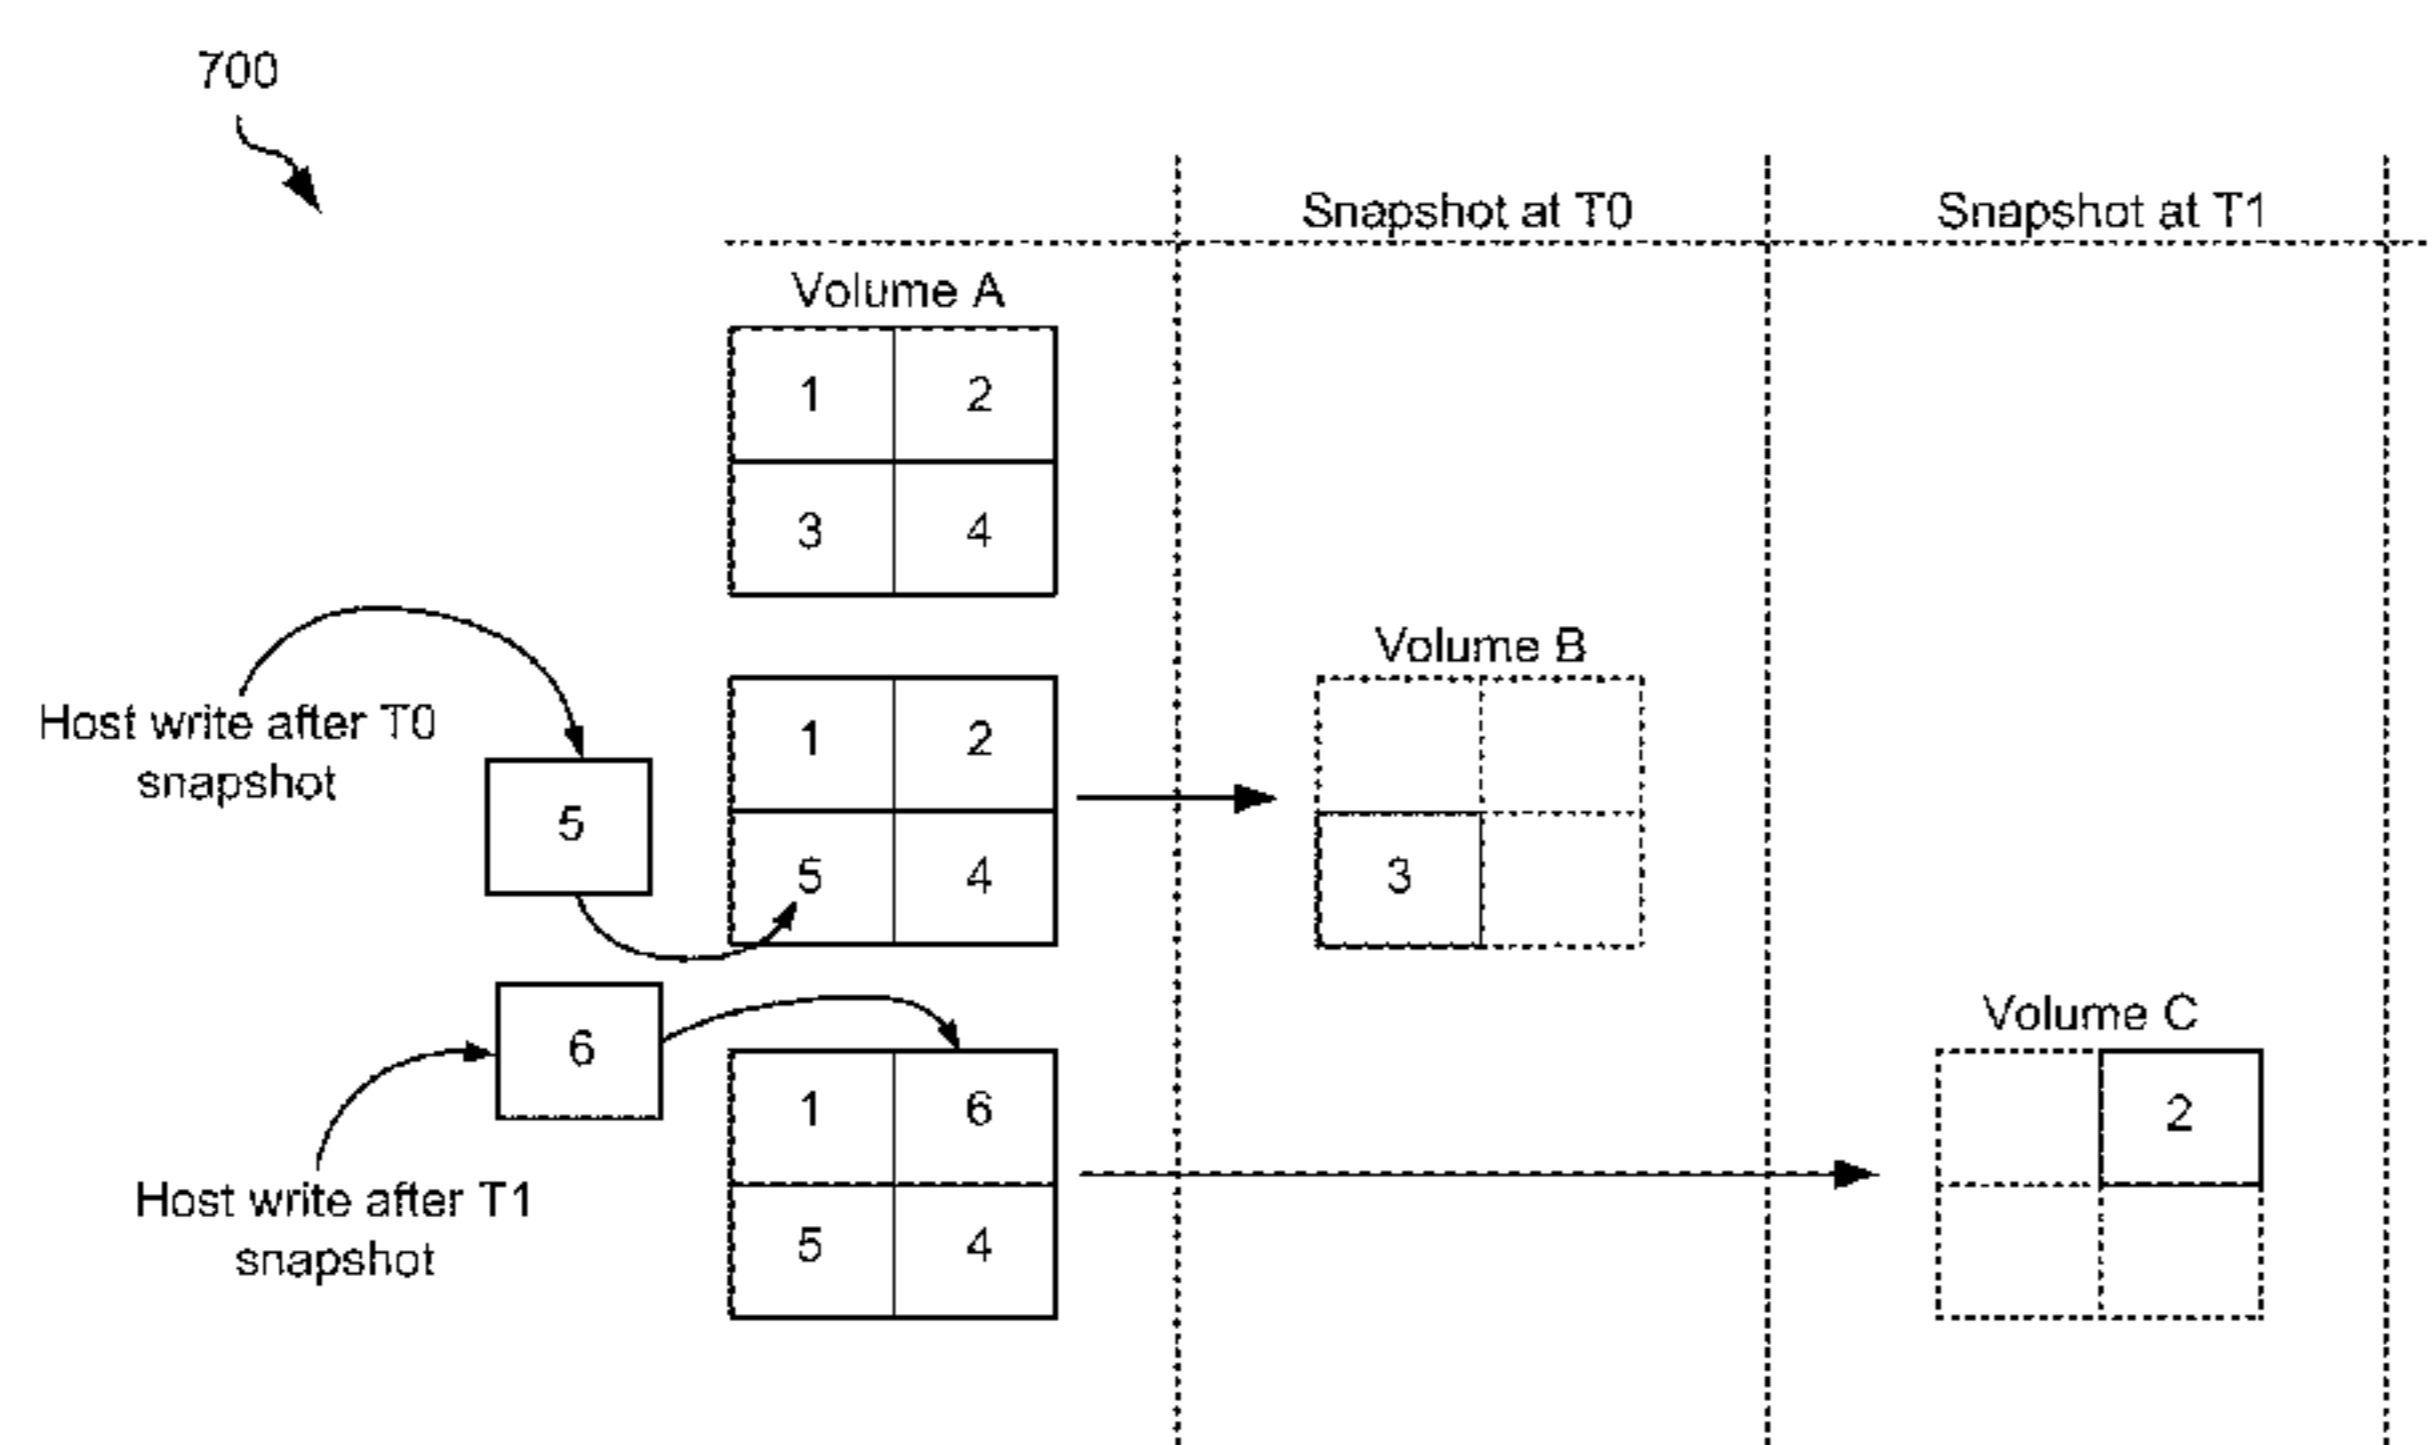 700
Snapshot at T0 Snapshot at T1
Volume A
1 2
3 4
Volume B
Host write after T0
snapshot
5
1 2
5 4
3
Volume C
6
1 6
5 4
2
Host write after T1
snapshot